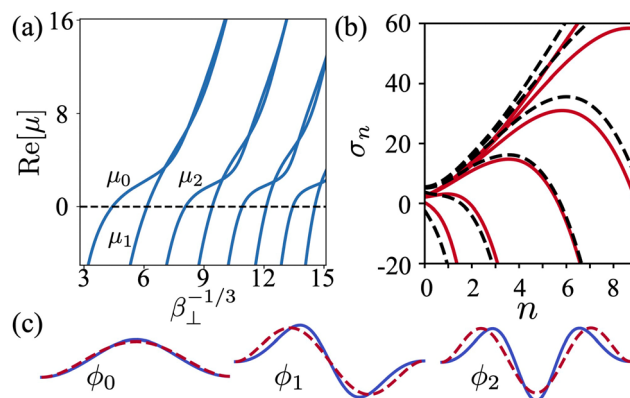 (a)
16
8
0
Re[μ]
μ₀
μ₁
μ₂
3 6 9 12 15
β⊥^{-1/3}
(b)
60
40
20
0
-20
σₙ
0 2 4 6 8
n
(c)
ϕ₀
ϕ₁
ϕ₂